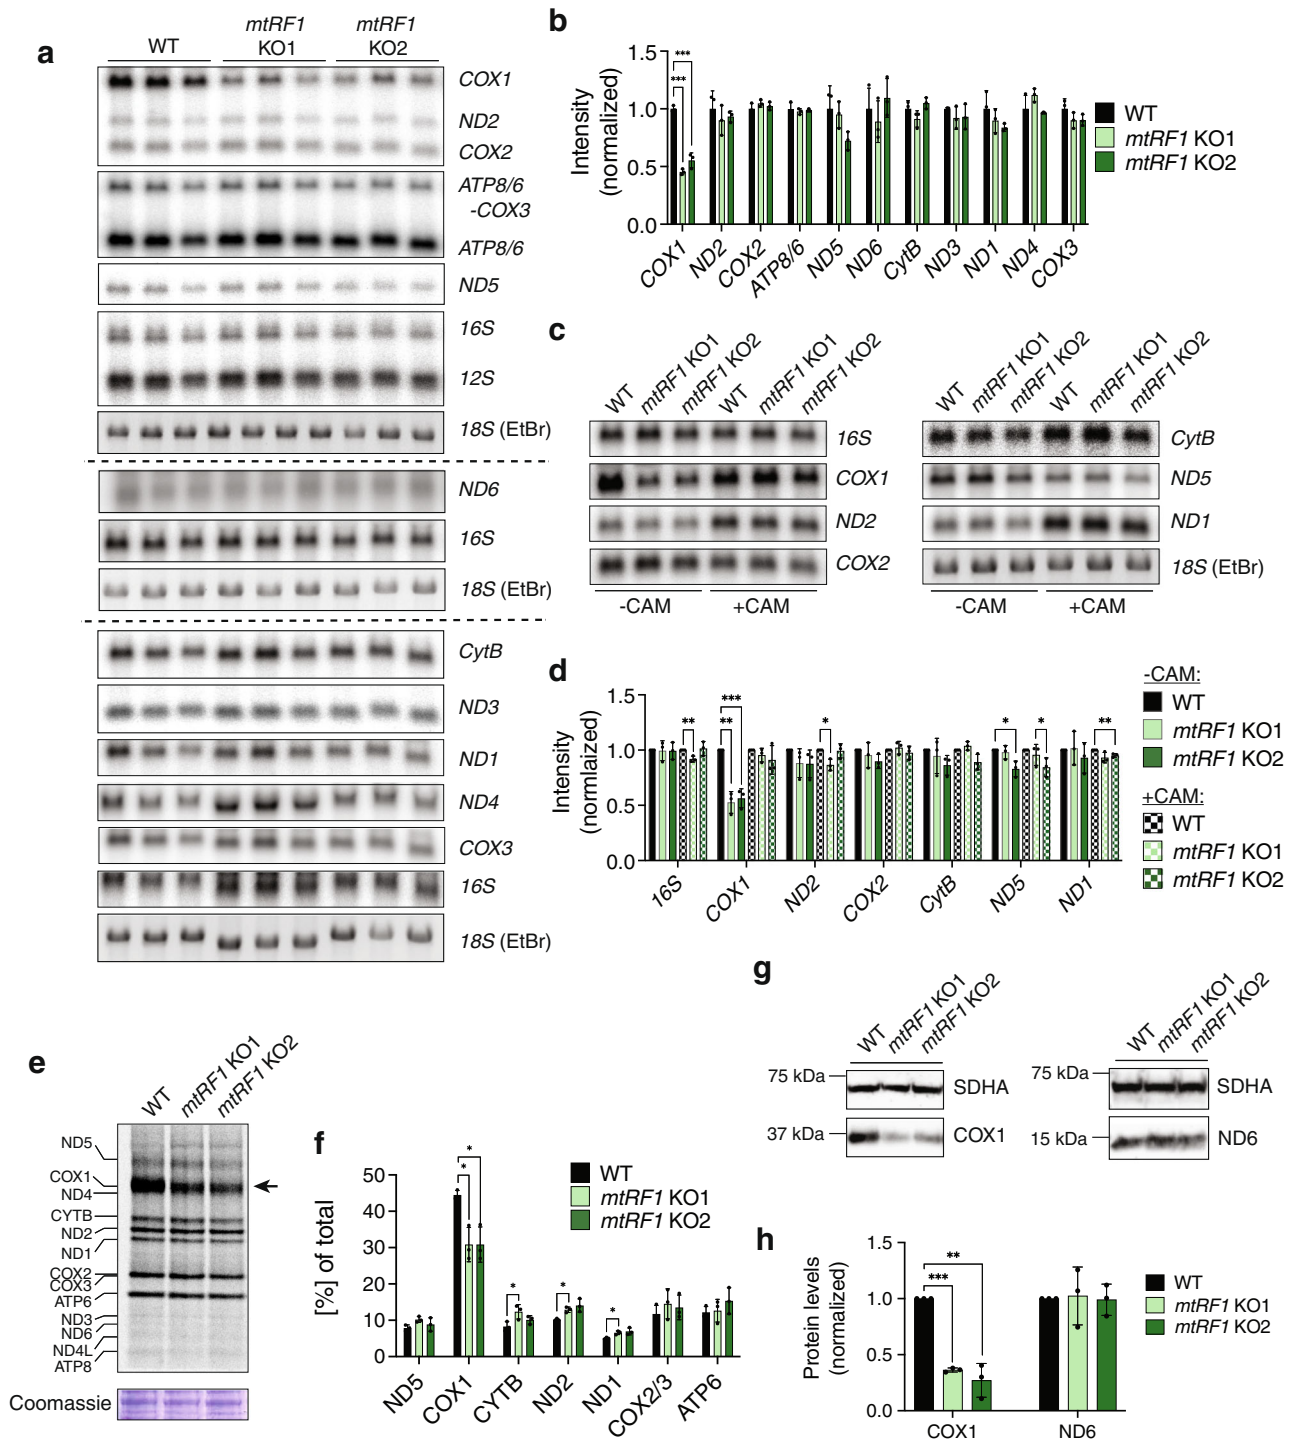 a
WT
mtRF1
KO1
mtRF1
KO2
COX1
ND2
COX2
ATP8/6
-COX3
ATP8/6
ND5
16S
12S
18S (EtBr)
ND6
16S
18S (EtBr)
CytB
ND3
ND1
ND4
COX3
16S
18S (EtBr)
b
Intensity
(normalized)
1.5
1.0
0.5
0.0
***
***
COX1
ND2
COX2
ATP8/6
ND5
ND6
CytB
ND3
ND1
ND4
COX3
WT
mtRF1 KO1
mtRF1 KO2
c
WT
mtRF1 KO1
mtRF1 KO2
WT
mtRF1 KO1
mtRF1 KO2
16S
COX1
ND2
COX2
-CAM
+CAM
WT
mtRF1 KO1
mtRF1 KO2
WT
mtRF1 KO1
mtRF1 KO2
CytB
ND5
ND1
18S (EtBr)
-CAM
+CAM
d
Intensity
(normlaized)
1.5
1.0
0.5
0.0
**
***
**
*
*
*
**
16S
COX1
ND2
COX2
CytB
ND5
ND1
-CAM:
WT
mtRF1 KO1
mtRF1 KO2
+CAM:
WT
mtRF1 KO1
mtRF1 KO2
e
WT
mtRF1 KO1
mtRF1 KO2
ND5
COX1
ND4
CYTB
ND2
ND1
COX2
COX3
ATP6
ND3
ND6
ND4L
ATP8
Coomassie
f
[%] of total
50
40
30
20
10
0
*
*
*
*
*
ND5
COX1
CYTB
ND2
ND1
COX2/3
ATP6
WT
mtRF1 KO1
mtRF1 KO2
g
WT
mtRF1 KO1
mtRF1 KO2
75 kDa
SDHA
37 kDa
COX1
WT
mtRF1 KO1
mtRF1 KO2
75 kDa
SDHA
15 kDa
ND6
h
Protein levels
(normalized)
1.5
1.0
0.5
0.0
**
***
COX1
ND6
WT
mtRF1 KO1
mtRF1 KO2